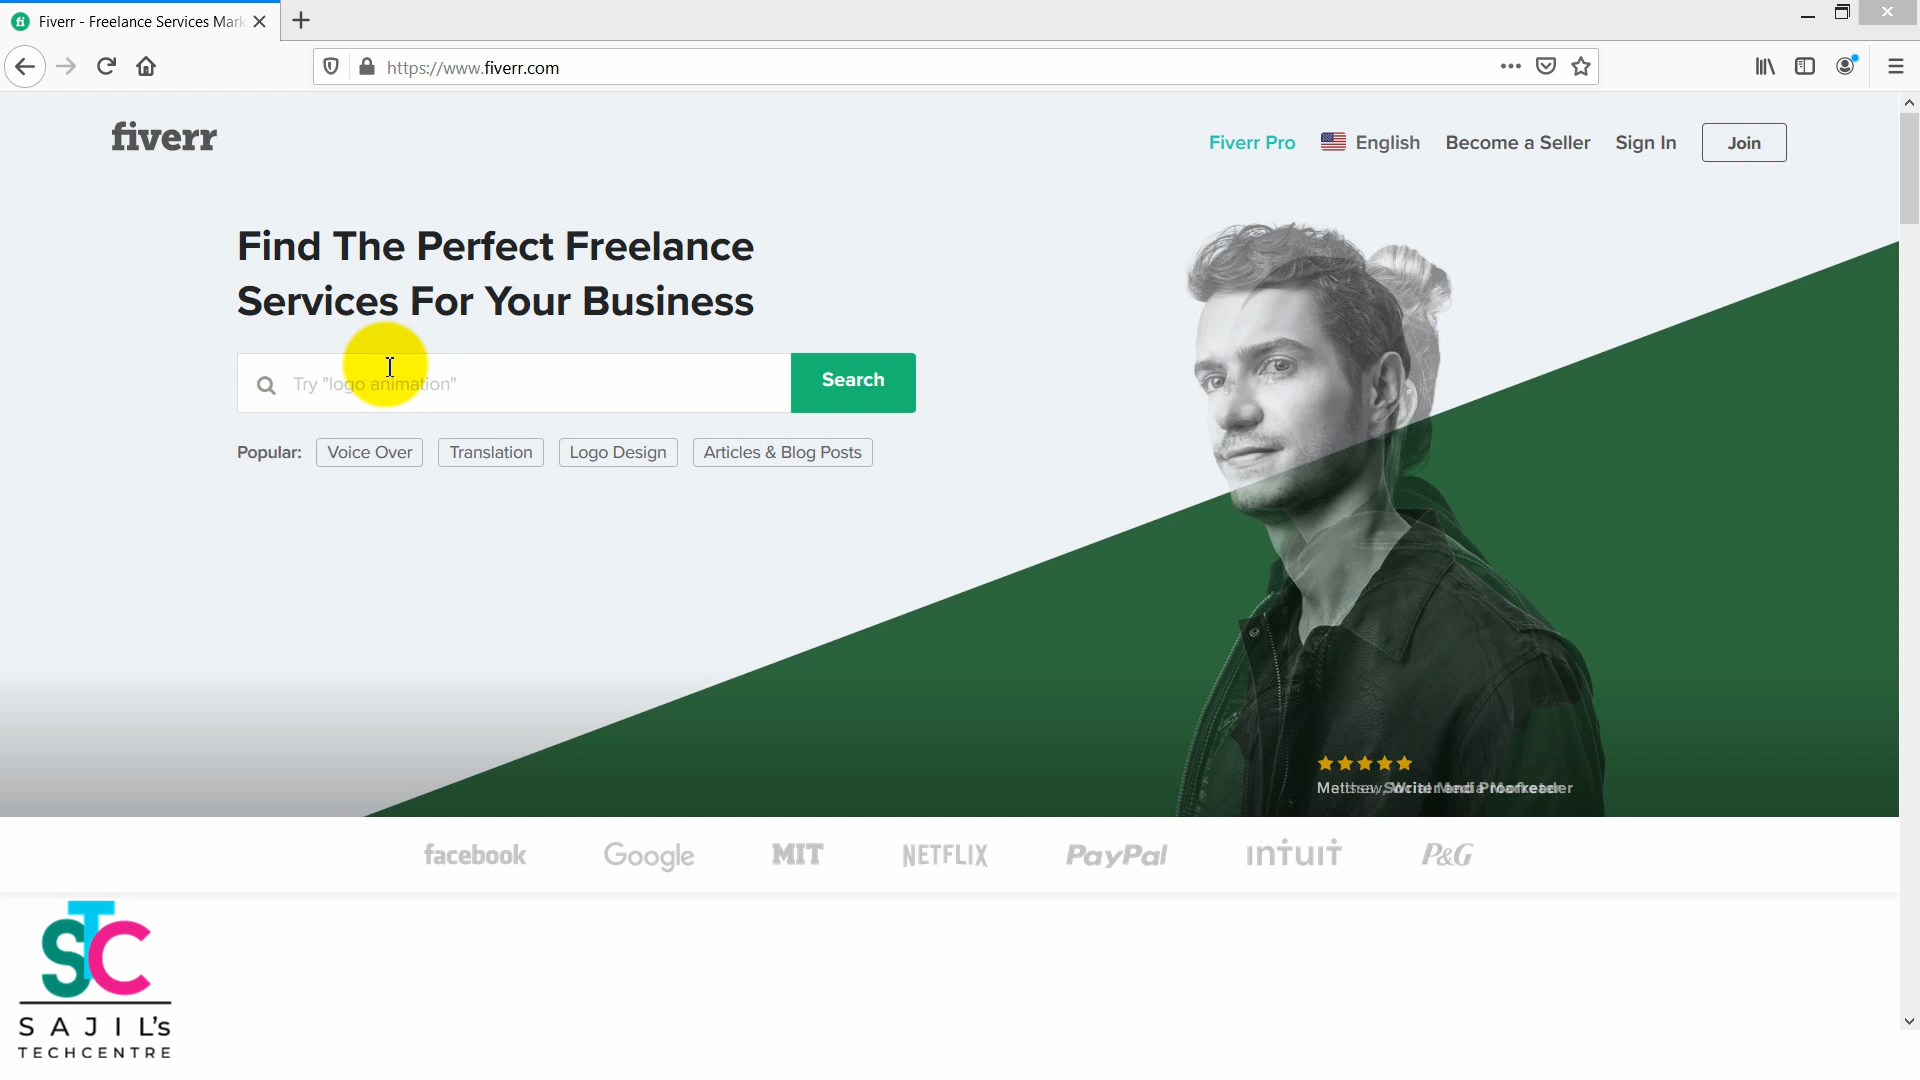 fi Fiverr - Freelance Services Mark
https://www.fiverr.com
fiverr
Fiverr Pro
English
Become a Seller
Sign In
Join
Find The Perfect Freelance
Services For Your Business
Try "logo animation"
Search
Popular:
Voice Over
Translation
Logo Design
Articles & Blog Posts
facebook
Google
MIT
NETFLIX
PayPal
intuit
P&G
STC
SAJIL's
TECHCENTRE